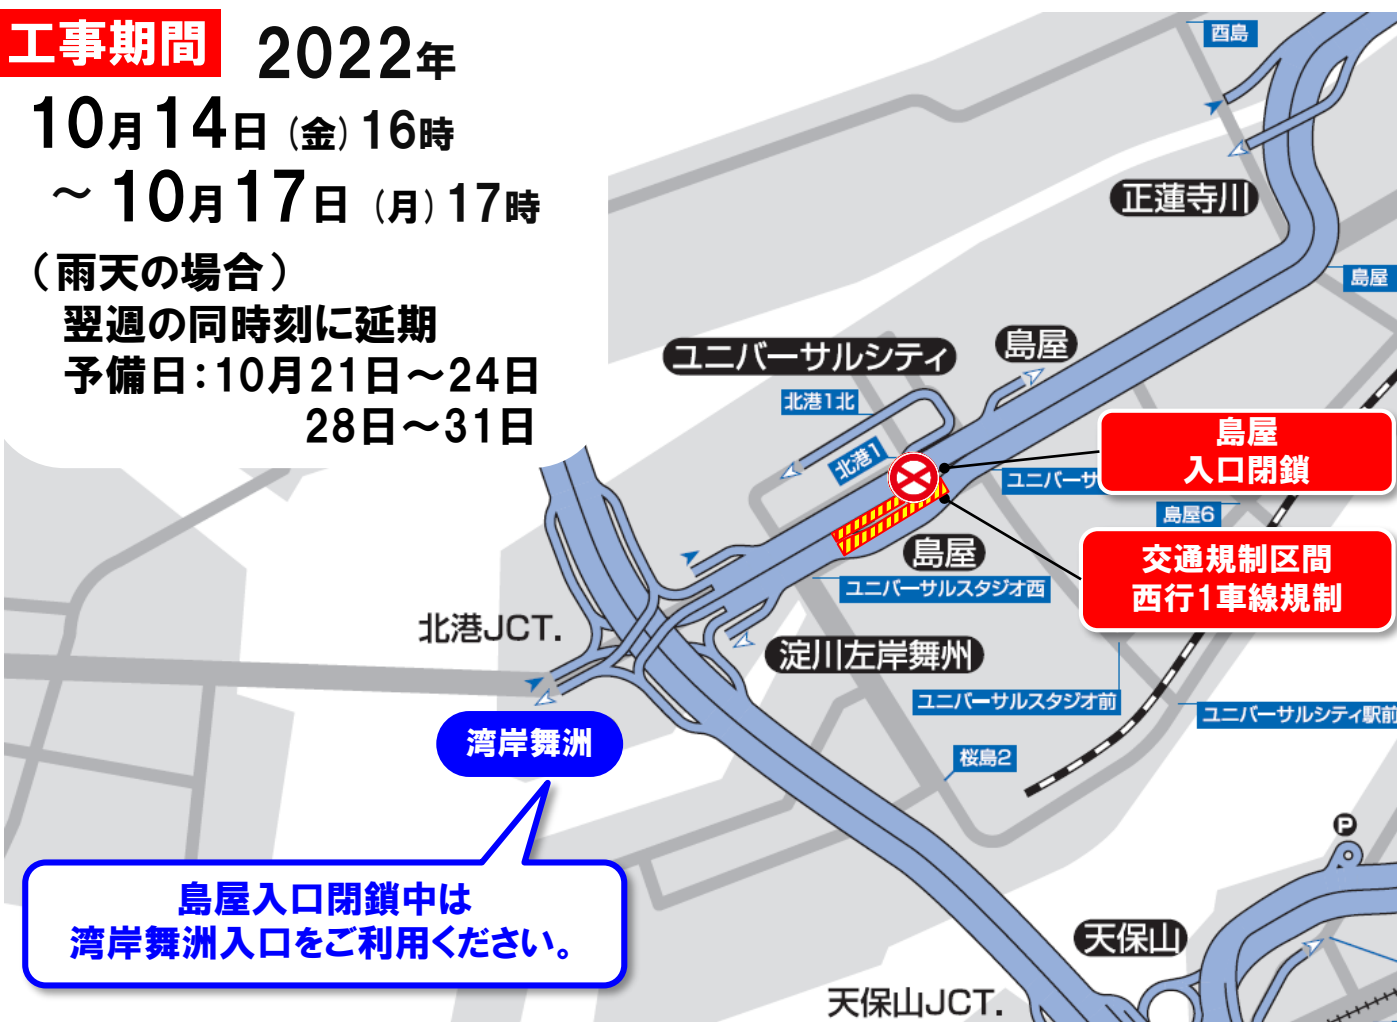 工事期間
2022年
10月14日(金)16時
～10月17日(月)17時
(雨天の場合)
翌週の同時刻に延期
予備日:10月21日～24日
28日～31日
酉島
正蓮寺川
島屋
ユニバーサルシティ
島屋
北港1北
北港1
島屋
入口閉鎖
ユニバーサ
島屋6
交通規制区間
西行1車線規制
島屋
ユニバーサルスタジオ西
北港JCT.
淀川左岸舞州
ユニバーサルスタジオ前
ユニバーサルシティ駅前
湾岸舞洲
桜島2
P
島屋入口閉鎖中は
湾岸舞洲入口をご利用ください。
天保山
天保山JCT.